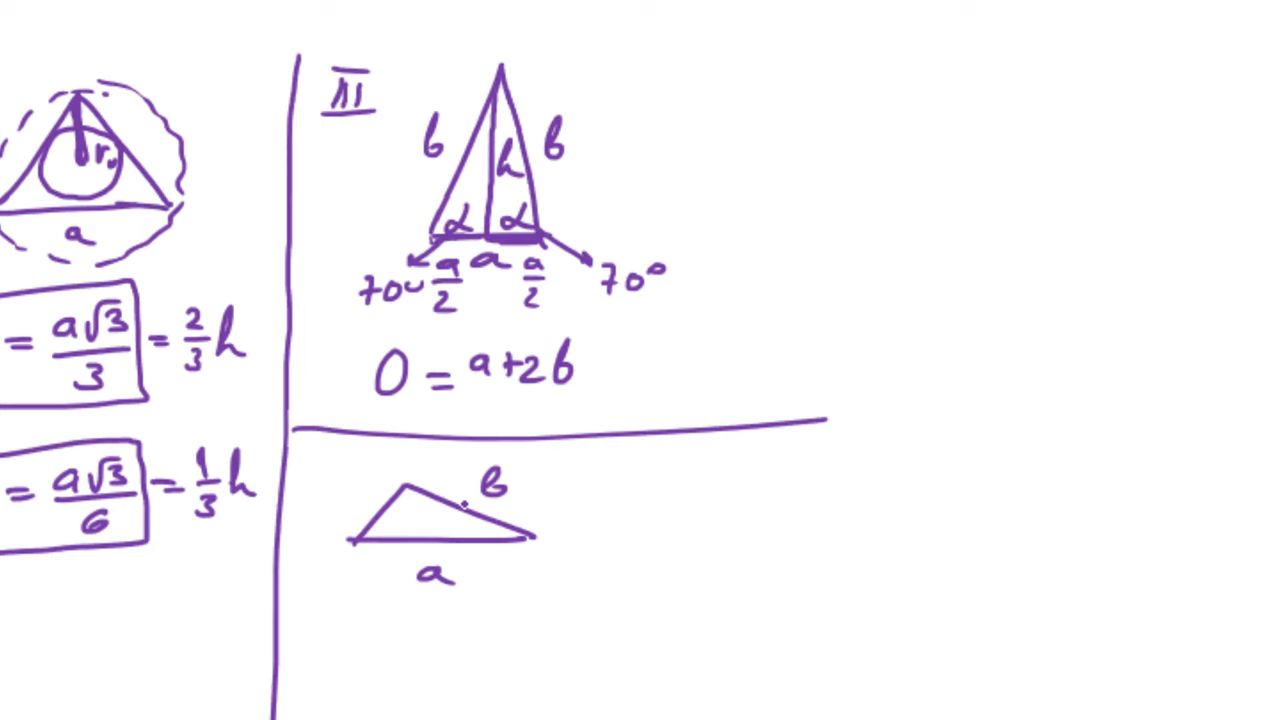 r
a
= a√3/3 = 2/3 h
= a√3/6 = 1/3 h
III
b b
h
α α
70° a/2 a a/2 70°
O = a+2b
b
a